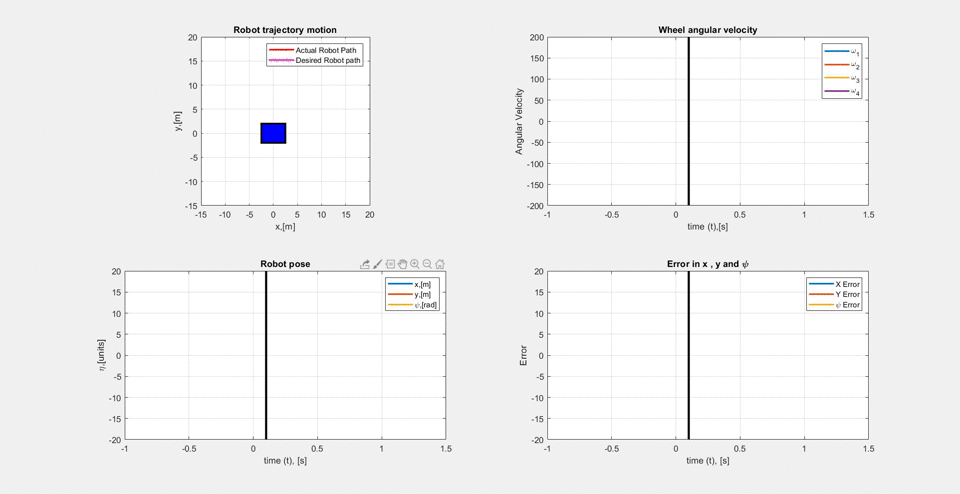 Robot trajectory motion
20
15
10
5
0
-5
-10
-15
-15 -10 -5 0 5 10 15 20
x,[m]
y,[m]
Actual Robot Path
Desired Robot path
Wheel angular velocity
200
150
100
50
0
-50
-100
-150
-200
-1 -0.5 0 0.5 1 1.5
time (t),[s]
Angular Velocity
ω1
ω2
ω3
ω4
Robot pose
20
15
10
5
0
-5
-10
-15
-20
-1 -0.5 0 0.5 1 1.5
time (t), [s]
η,[units]
x,[m]
y,[m]
ψ,[rad]
Error in x , y and ψ
20
15
10
5
0
-5
-10
-15
-20
-1 -0.5 0 0.5 1 1.5
time (t), [s]
Error
X Error
Y Error
ψ Error